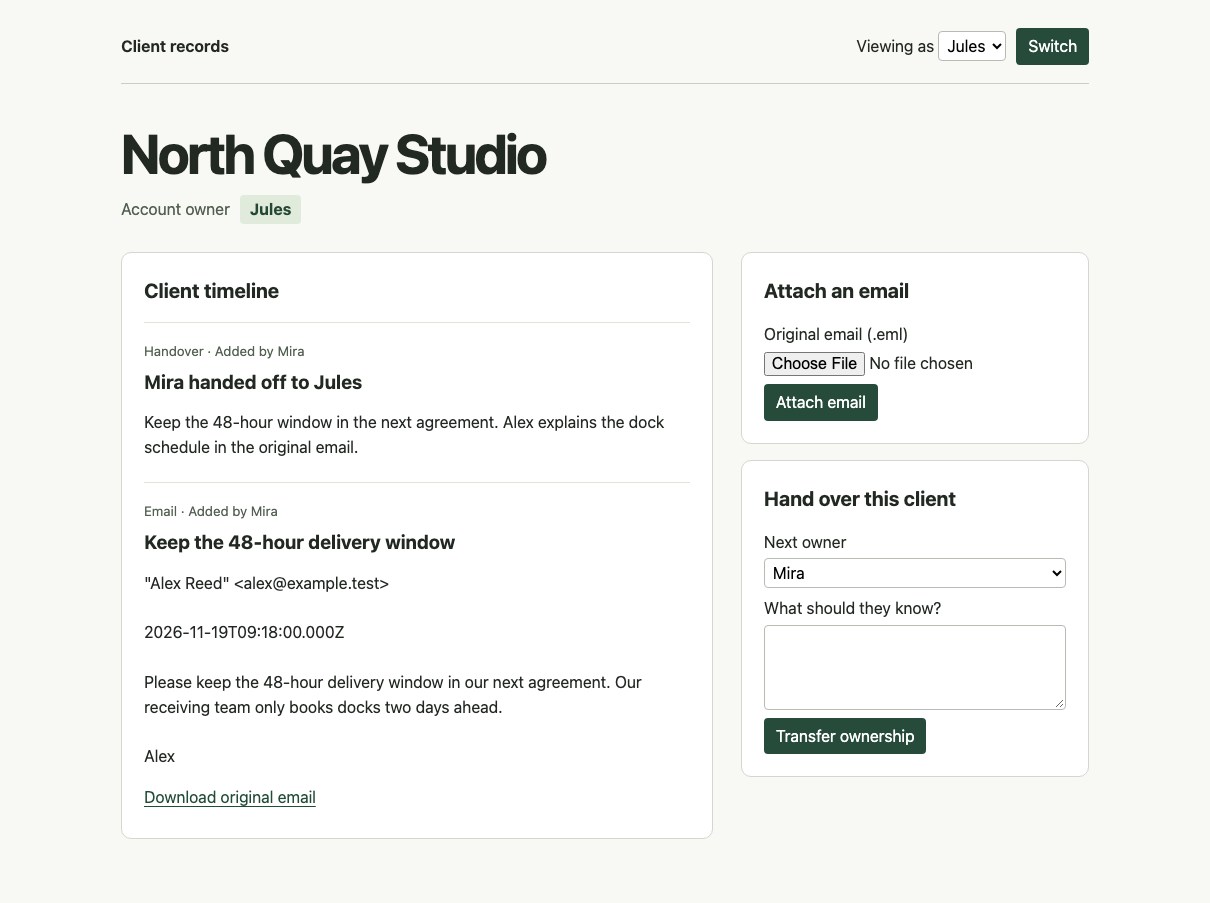 Client records
Viewing as Jules Switch
North Quay Studio
Account owner Jules
Client timeline
Handover · Added by Mira
Mira handed off to Jules
Keep the 48-hour window in the next agreement. Alex explains the dock
schedule in the original email.
Email · Added by Mira
Keep the 48-hour delivery window
"Alex Reed" <alex@example.test>
2026-11-19T09:18:00.000Z
Please keep the 48-hour delivery window in our next agreement. Our
receiving team only books docks two days ahead.
Alex
Download original email
Attach an email
Original email (.eml)
Choose File No file chosen
Attach email
Hand over this client
Next owner
Mira
What should they know?
Transfer ownership